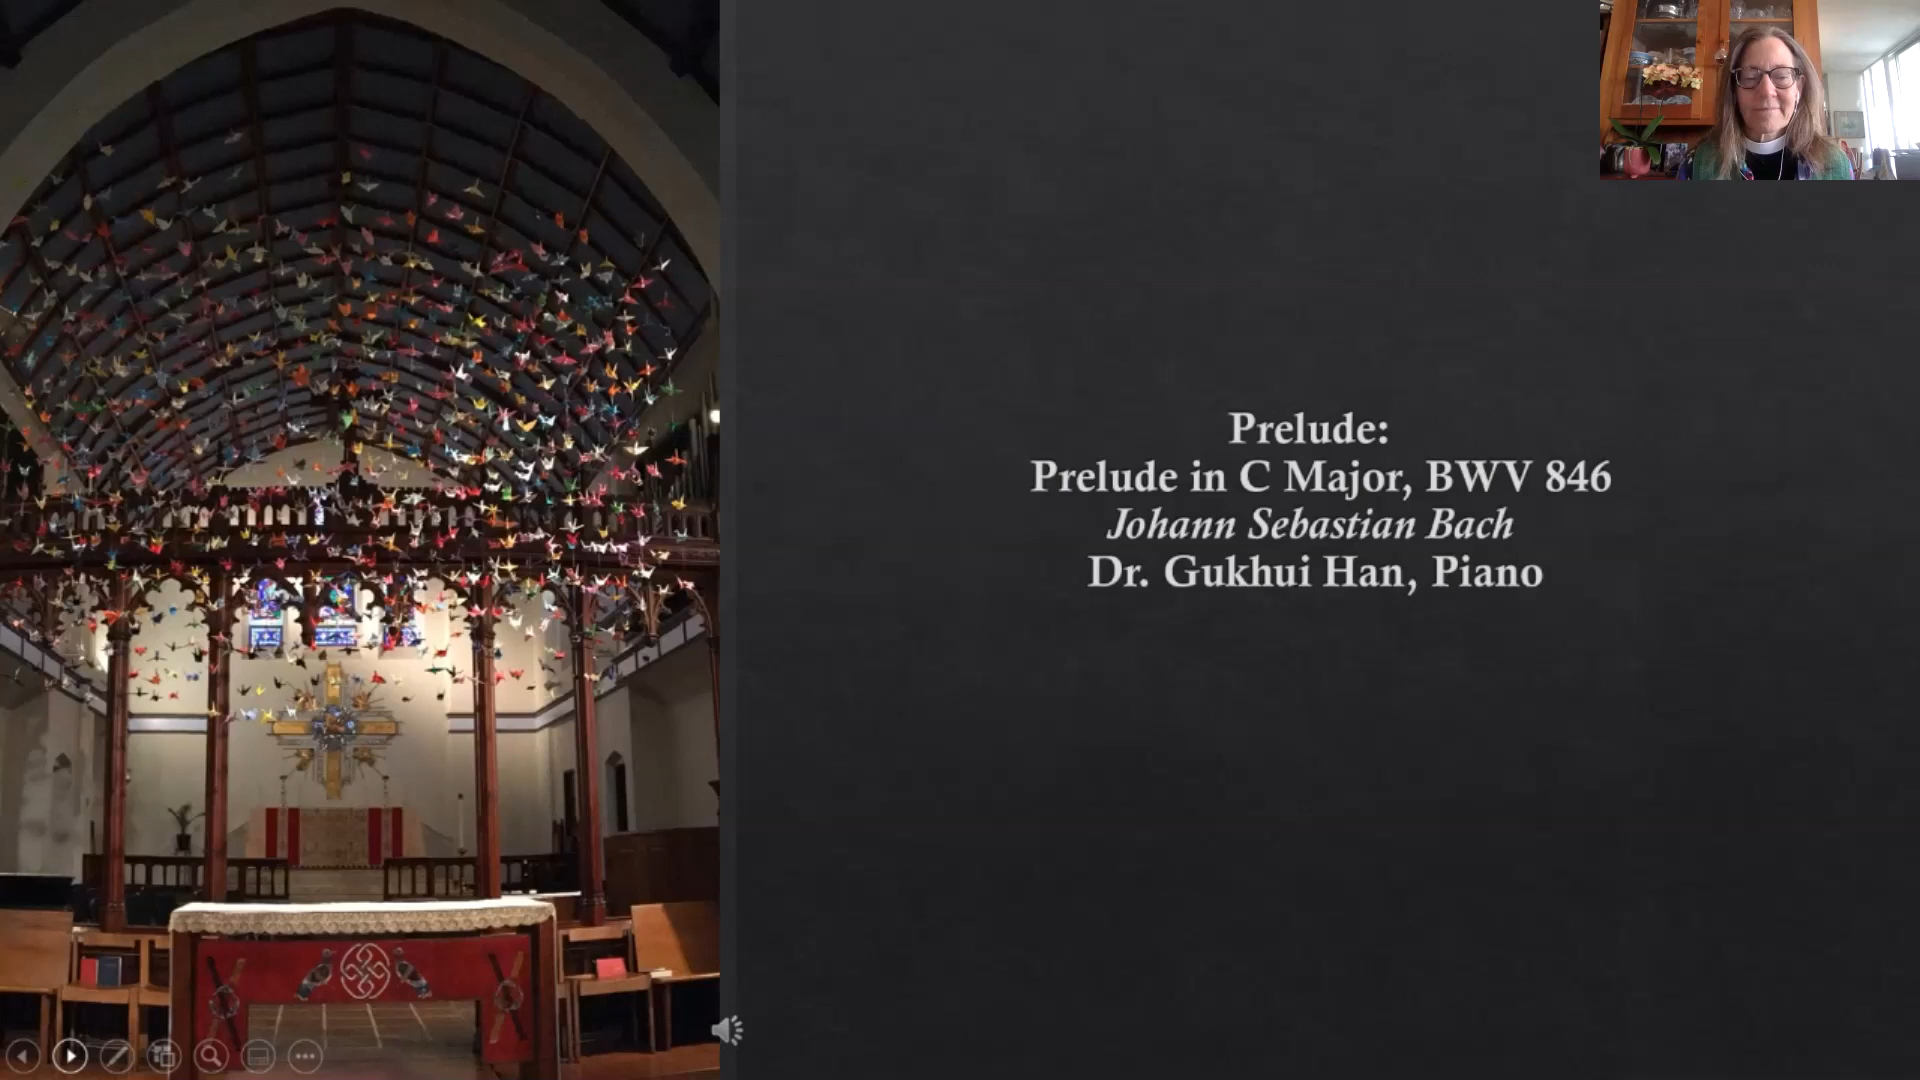 Prelude:
Prelude in C Major, BWV 846
Johann Sebastian Bach
Dr. Gukhui Han, Piano